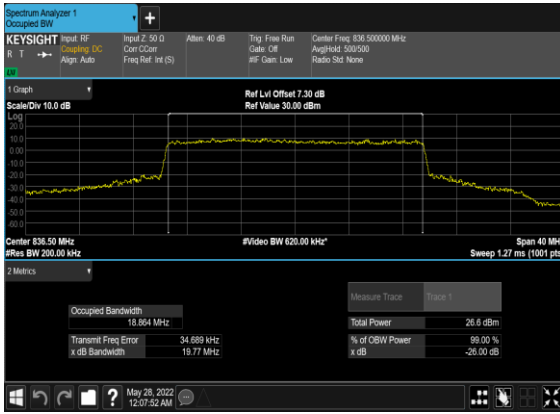 Spectrum Analyzer 1
Occupied BW
+
KEYSIGHT Input: RF Input Z: 50 Ω Atten: 40 dB Trig: Free Run Center Freq: 836.500000 MHz
R T Coupling: DC Corr CCorr Gate: Off Avg|Hold: 500/500
Align: Auto Freq Ref: Int (S) #IF Gain: Low Radio Std: None
1 Graph
Ref Lvl Offset 7.30 dB
Scale/Div 10.0 dB Ref Value 30.00 dBm
Log
20.0
10.0
0.00
-10.0
-20.0
-30.0
-40.0
-50.0
-60.0
Center 836.50 MHz #Video BW 620.00 kHz* Span 40 MH
#Res BW 200.00 kHz Sweep 1.27 ms (1001 pts
2 Metrics
Measure Trace Trace 1
Occupied Bandwidth
18.864 MHz Total Power 26.6 dBm
Transmit Freq Error 34.689 kHz % of OBW Power 99.00 %
x dB Bandwidth 19.77 MHz x dB -26.00 dB
? May 28, 2022
12:07:52 AM